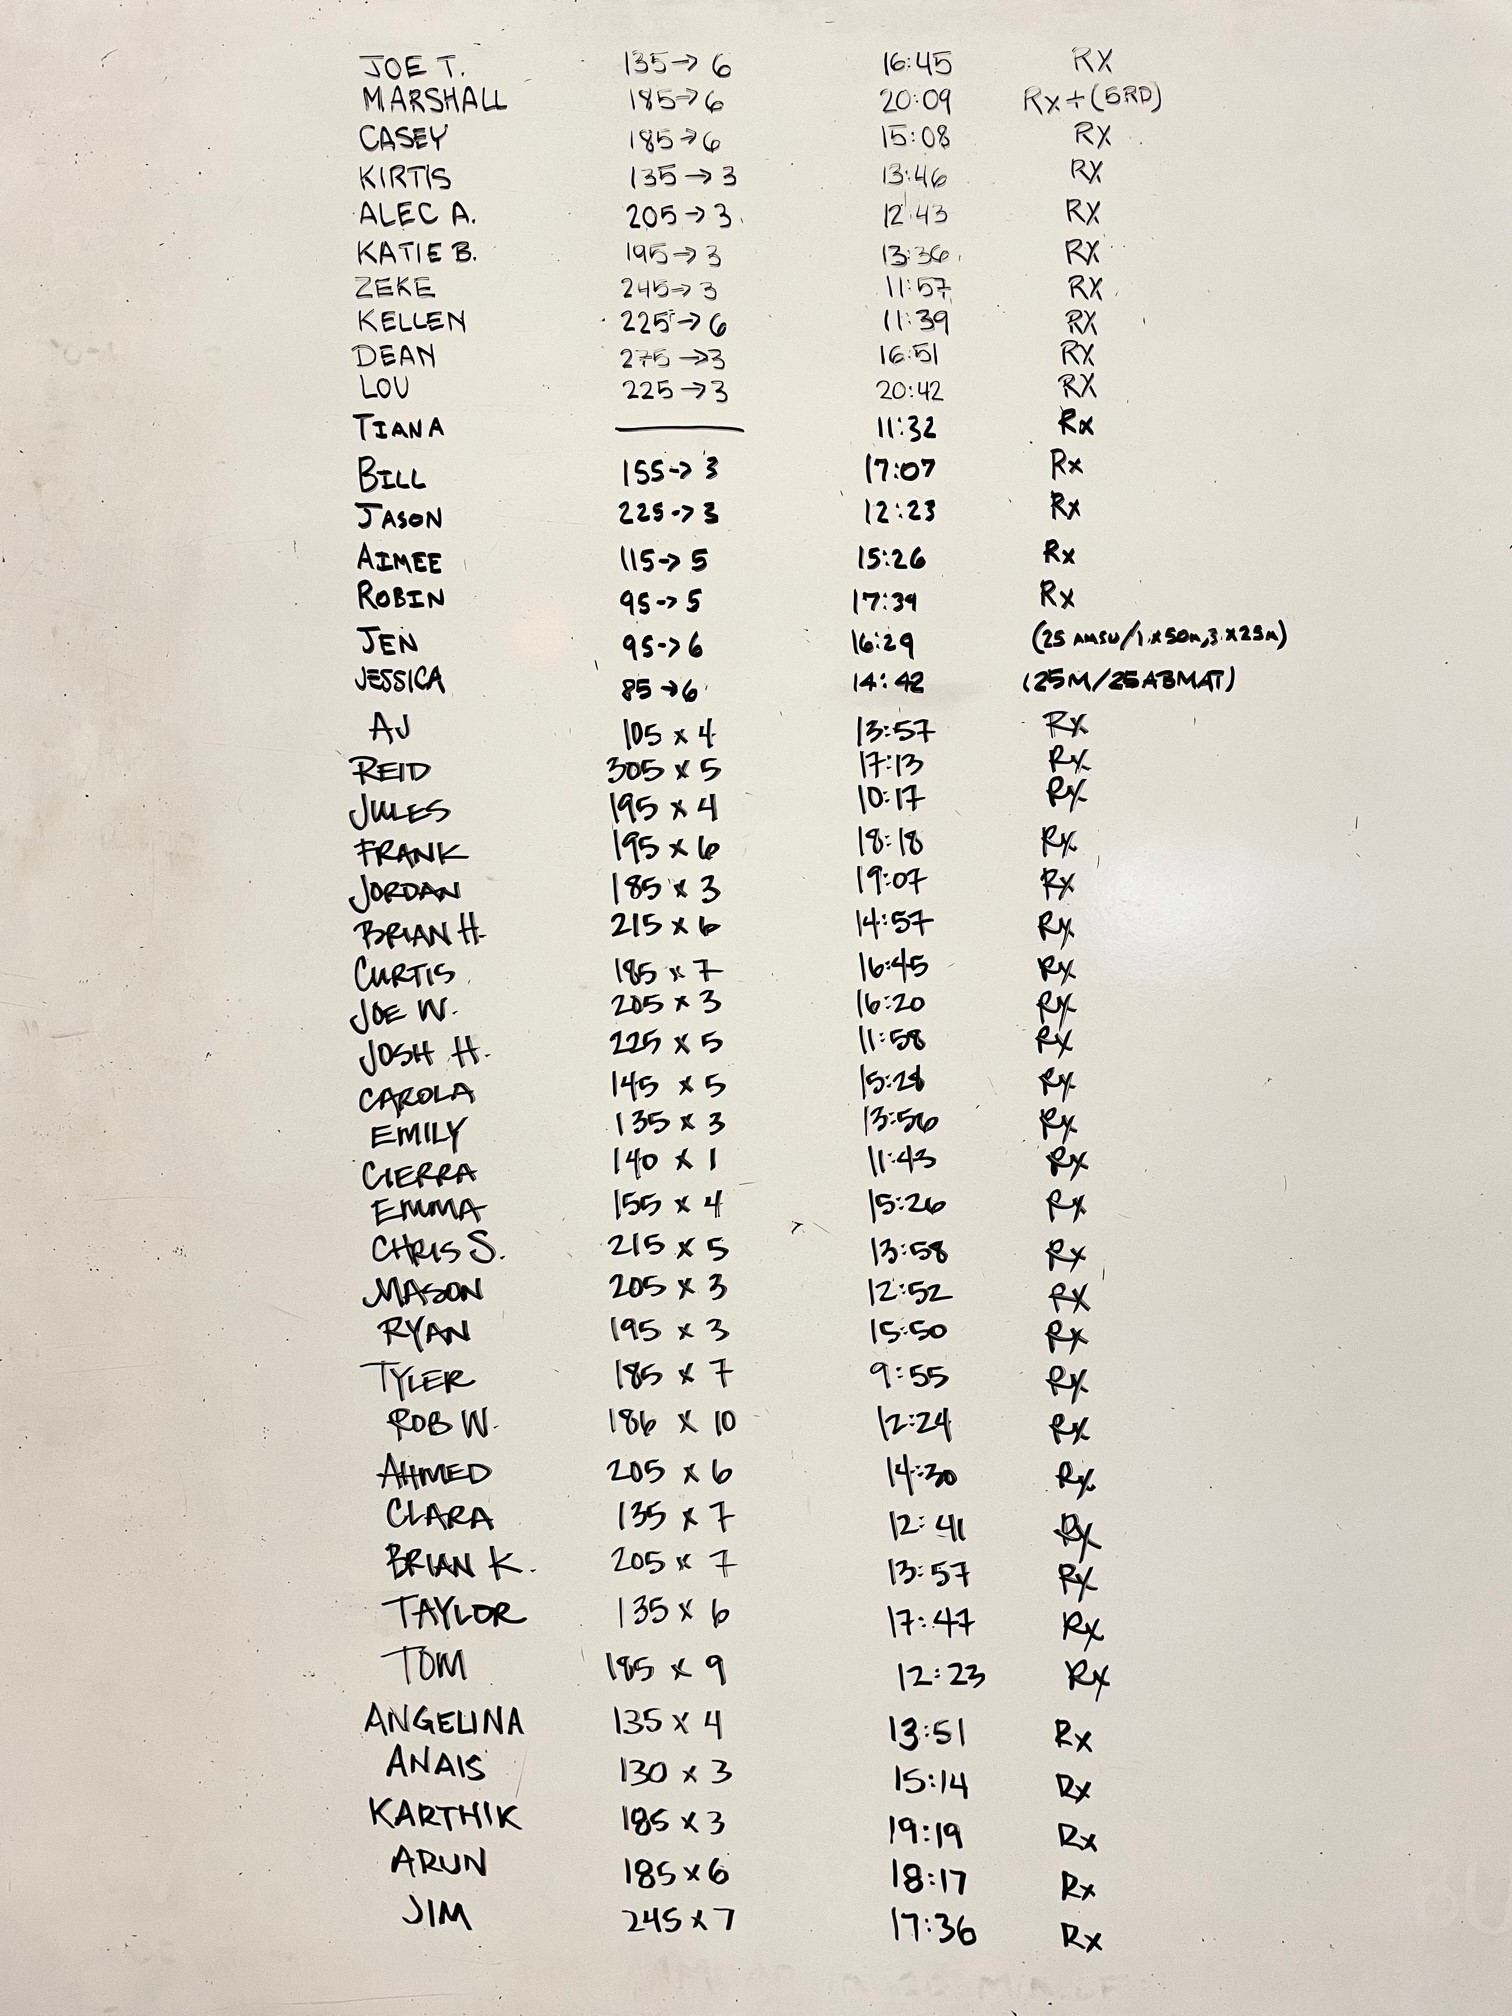 JOE T. 135→6 16:45 RX
MARSHALL 185→6 20:09 Rx+(5RD)
CASEY 185→6 15:08 RX
KIRTIS 135→3 13:46 RX
ALEC A. 205→3 12:43 RX
KATIE B. 195→3 13:36 RX
ZEKE 245→3 11:57 RX
KELLEN 225→6 11:39 RX
DEAN 275→3 16:51 RX
LOU 225→3 20:42 RX
TIANA — 11:32 Rx
BILL 155→3 17:07 Rx
JASON 225→3 12:23 Rx
AIMEE 115→5 15:26 Rx
ROBIN 95→5 17:39 Rx
JEN 95→6 16:29 (25 AMSU/1x50m,3x25m)
JESSICA 85→6 14:42 (25M/25ABMAT)
AJ 105 x 4 13:57 Rx
REID 305 x 5 17:13 Rx
JULES 195 x 4 10:17 Rx
FRANK 195 x 6 18:18 Rx
JORDAN 185 x 3 19:07 Rx
BRIAN H. 215 x 6 14:57 Rx
CURTIS 185 x 7 16:45 Rx
JOE W. 205 x 3 16:20 Rx
JOSH H. 225 x 5 11:58 Rx
CAROLA 145 x 5 15:28 Rx
EMILY 135 x 3 13:56 Rx
CIERRA 140 x 1 11:43 Rx
EMMA 155 x 4 15:26 Rx
CHRIS S. 215 x 5 13:58 Rx
MASON 205 x 3 12:52 RX
RYAN 195 x 3 15:50 Rx
TYLER 185 x 7 9:55 Rx
ROB W. 186 x 10 12:24 Rx
AHMED 205 x 6 14:30 Rx
CLARA 135 x 7 12:41 Rx
BRIAN K. 205 x 7 13:57 Rx
TAYLOR 135 x 6 17:47 Rx
TOM 185 x 9 12:23 Rx
ANGELINA 135 x 4 13:51 Rx
ANAIS 130 x 3 15:14 Rx
KARTHIK 185 x 3 19:19 Rx
ARUN 185 x 6 18:17 Rx
JIM 245 x 7 17:36 Rx